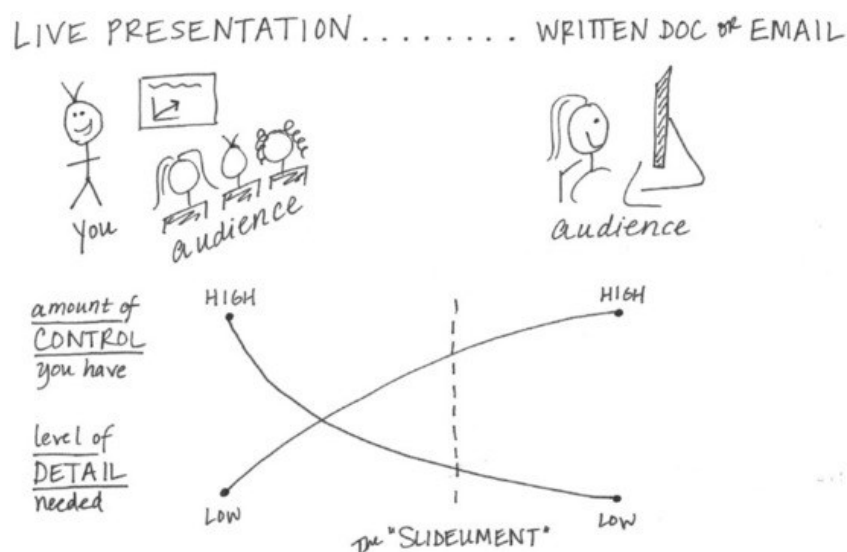 LIVE PRESENTATION ........ WRITTEN DOC or EMAIL
you
audience
audience
amount of
CONTROL
you have
HIGH
HIGH
level of
DETAIL
needed
LOW
LOW
The "SLIDEUMENT"